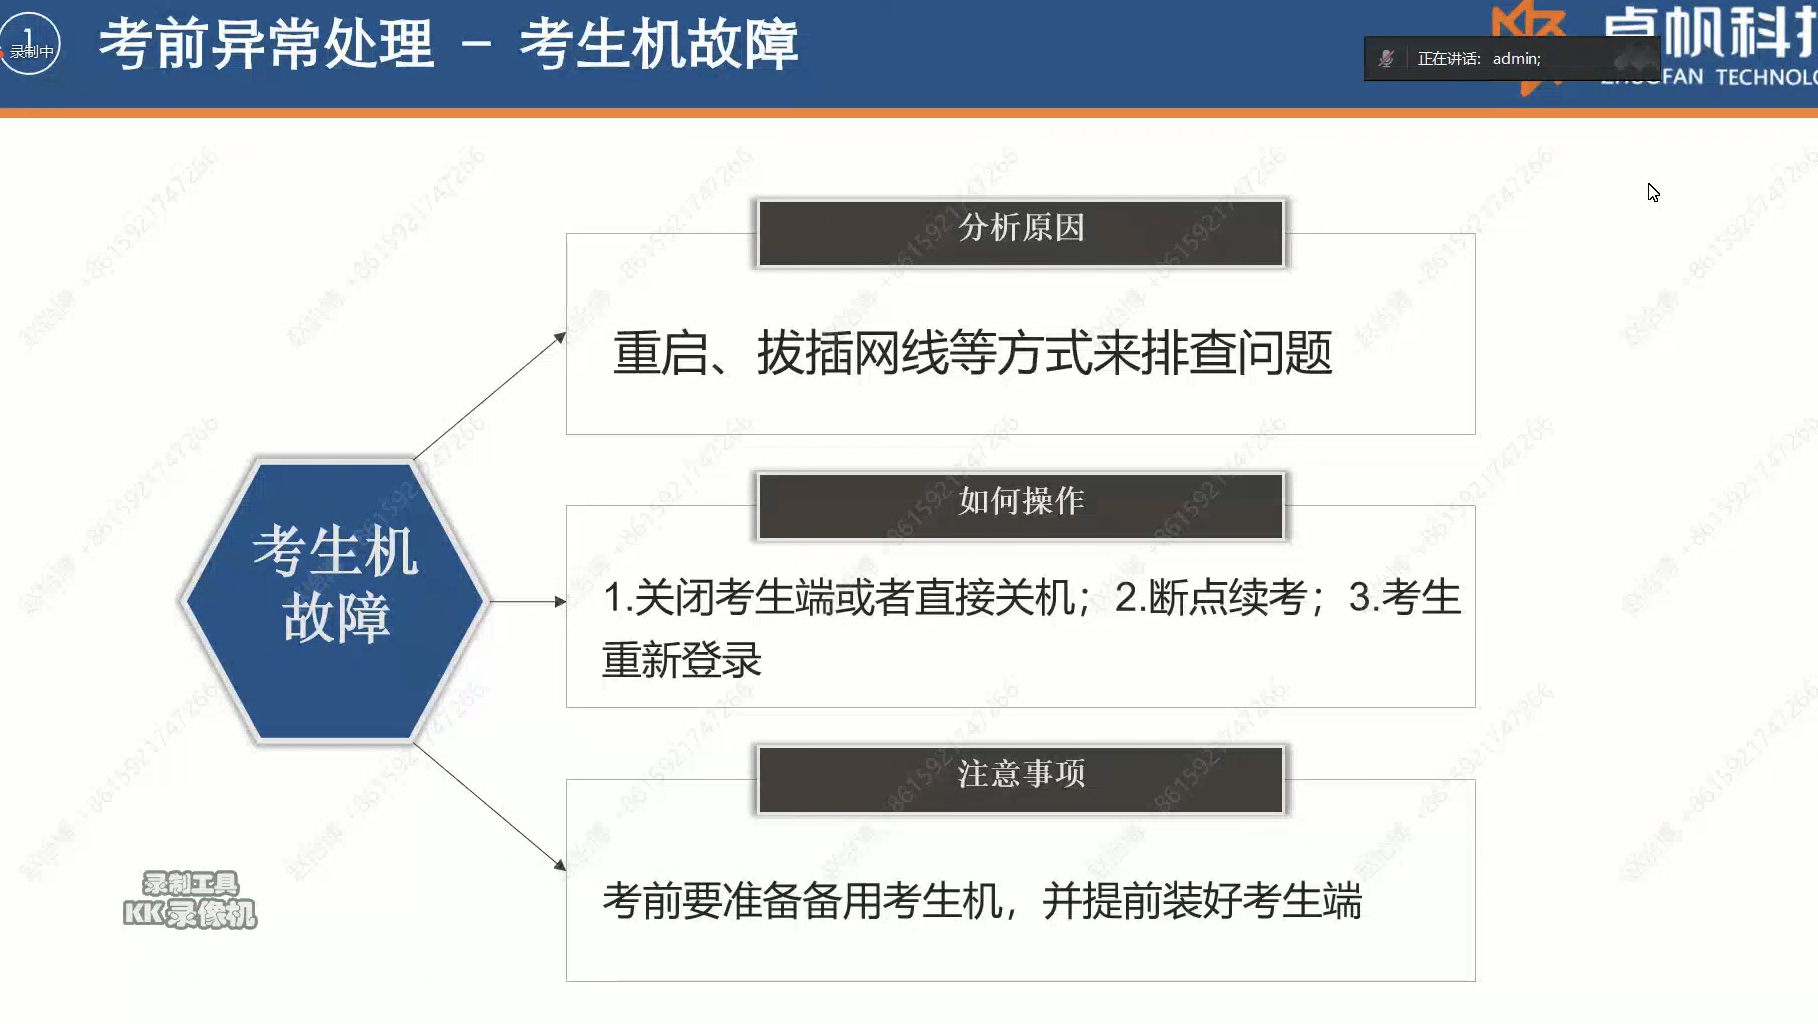 1
录制中
考前异常处理 - 考生机故障
卓帆科技
正在讲话: admin;
FAN TECHNOLO
分析原因
重启、拔插网线等方式来排查问题
考生机
故障
如何操作
1.关闭考生端或者直接关机；2.断点续考；3.考生
重新登录
注意事项
考前要准备备用考生机，并提前装好考生端
录制工具
KK录像机